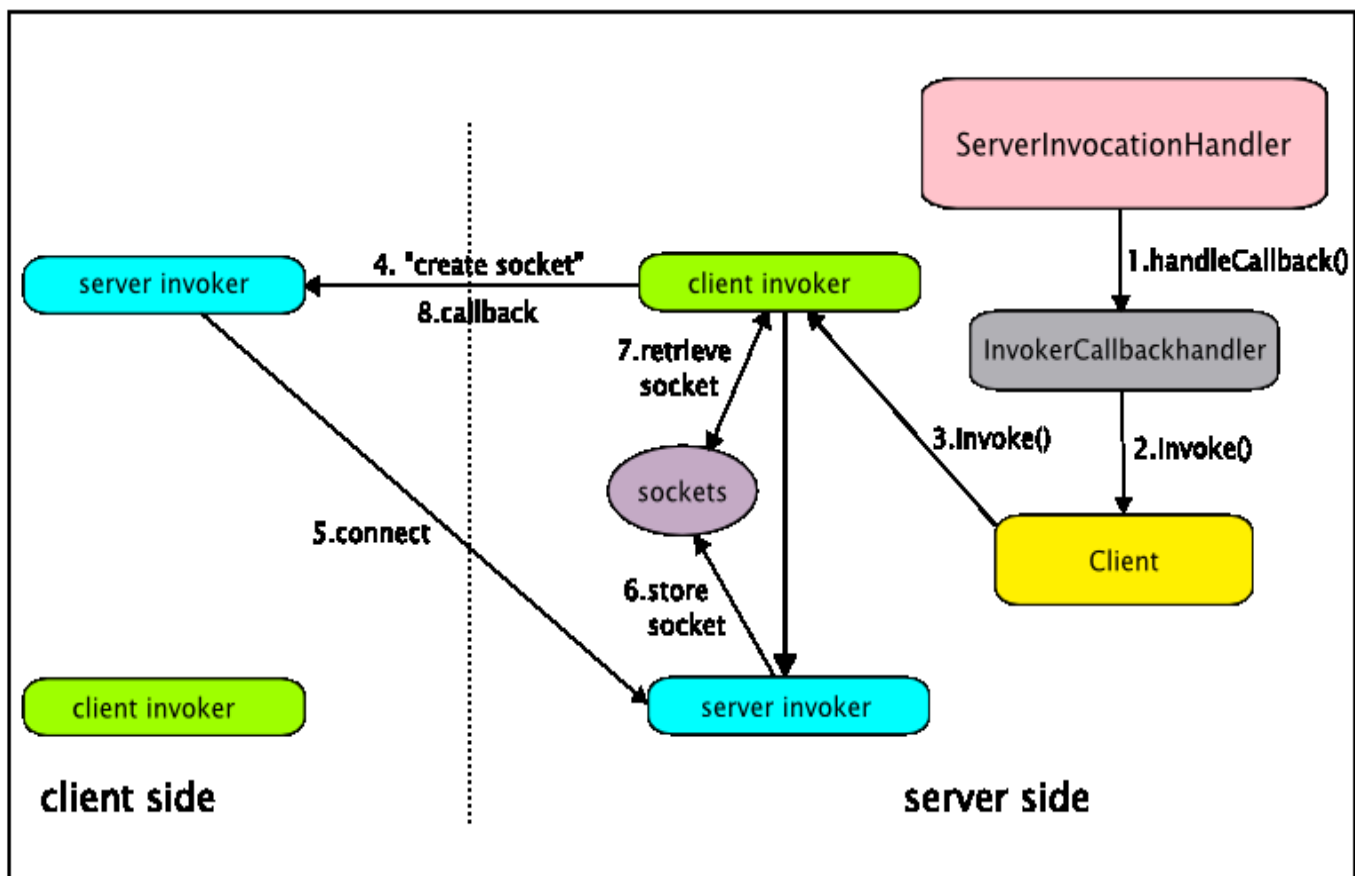 ServerInvocationHandler
1.handleCallback()
server invoker
4. "create socket"
8.callback
client invoker
7.retrieve
socket
InvokerCallbackhandler
3.Invoke()
2.Invoke()
sockets
5.connect
Client
6.store
socket
client invoker
server invoker
client side
server side